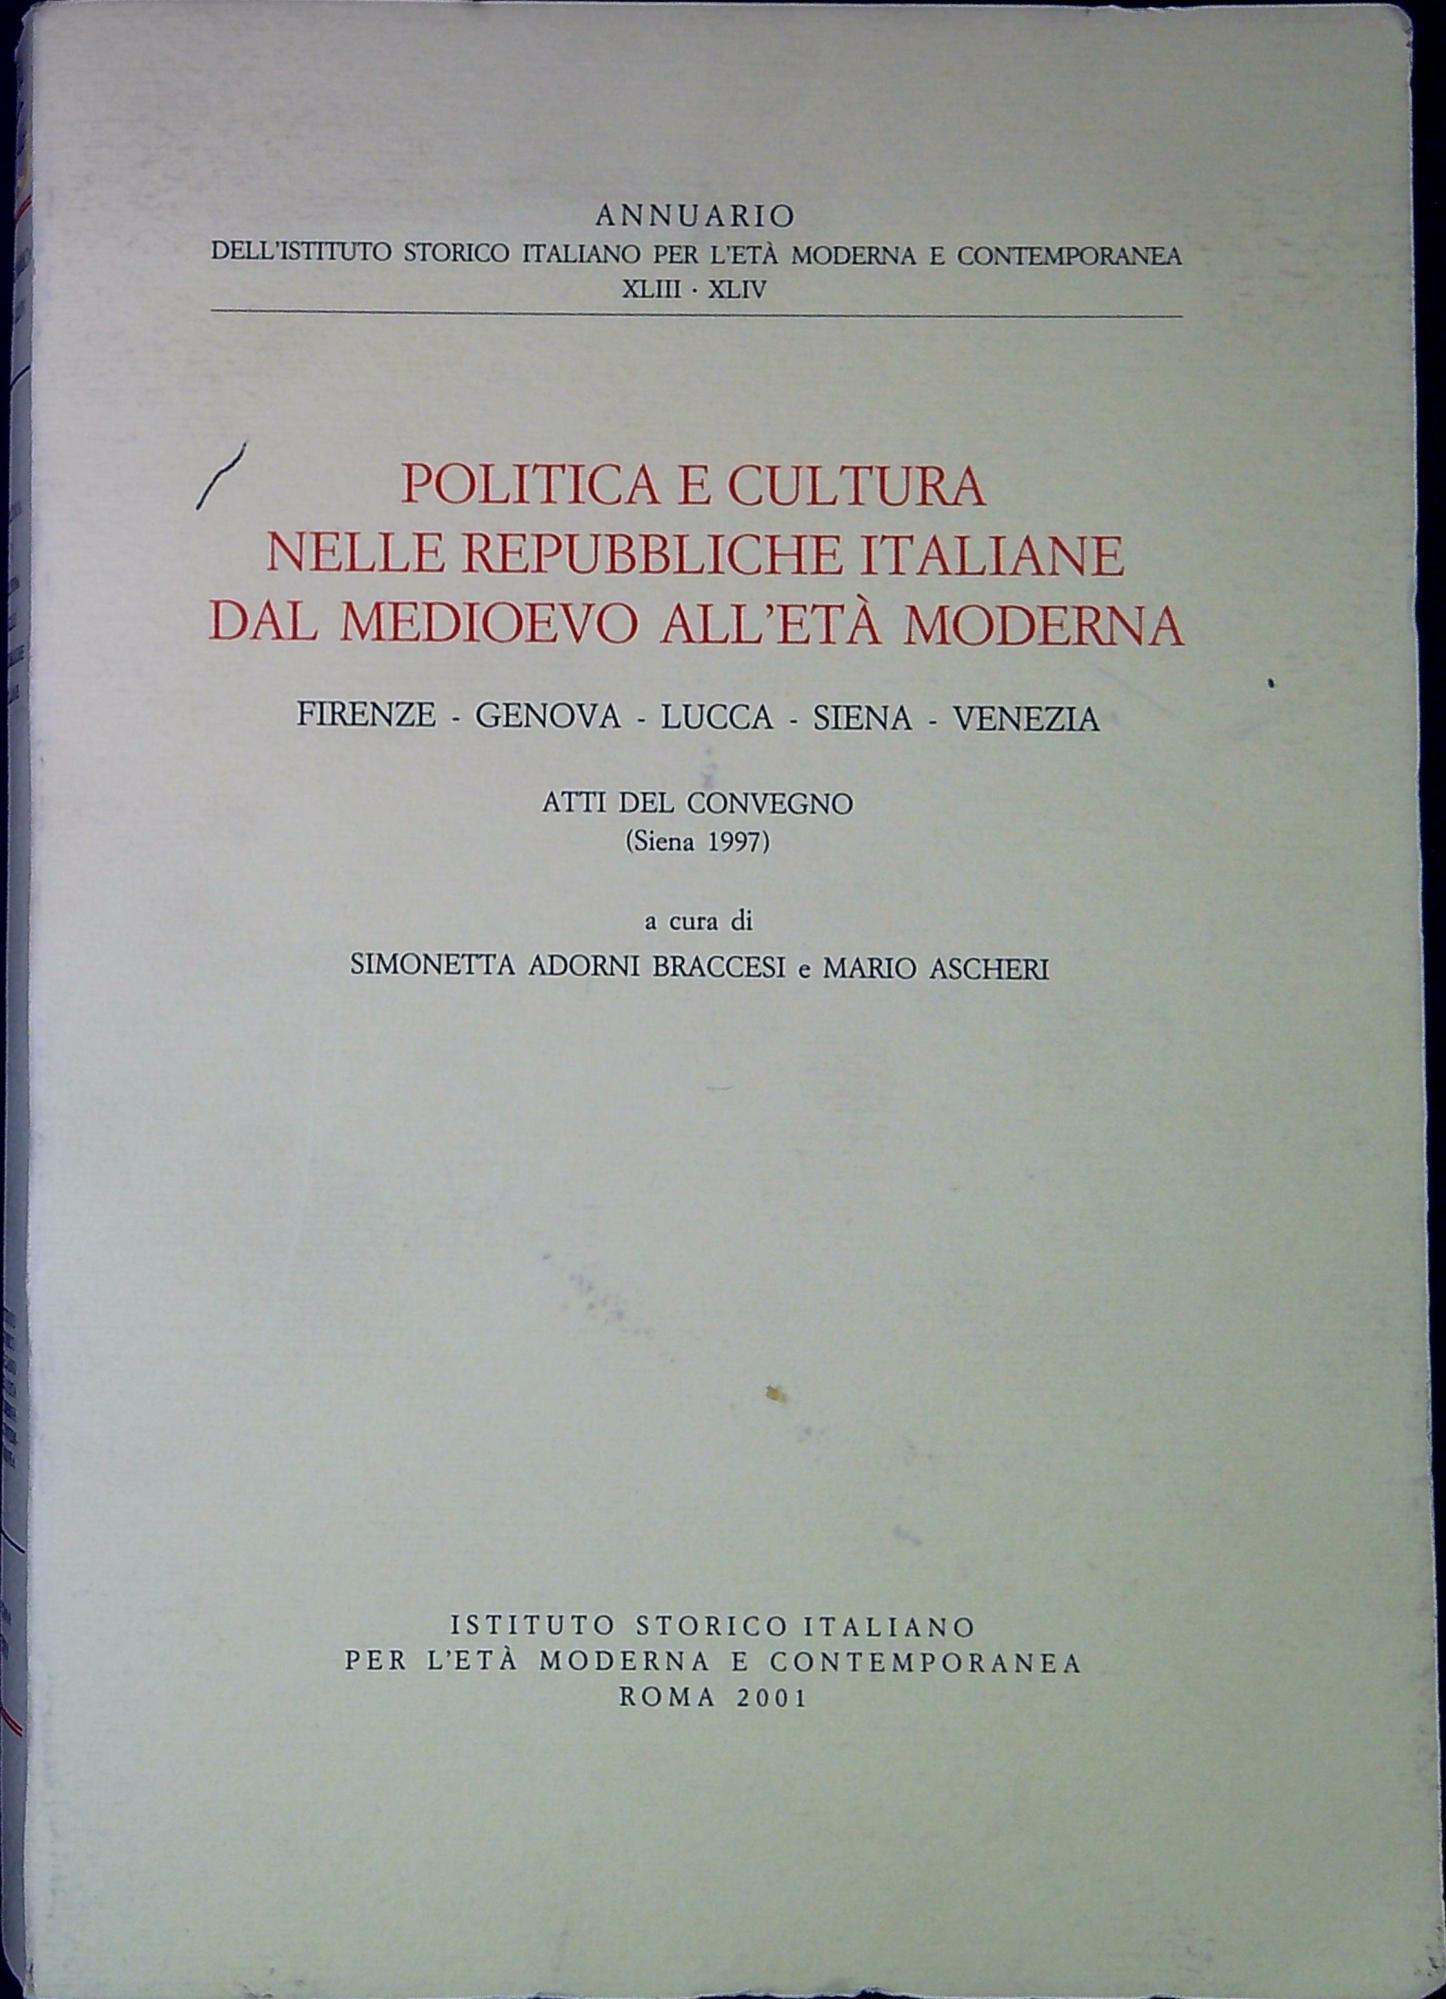 ANNUARIO
DELL'ISTITUTO STORICO ITALIANO PER L'ETÀ MODERNA E CONTEMPORANEA
XLIII · XLIV
POLITICA E CULTURA
NELLE REPUBBLICHE ITALIANE
DAL MEDIOEVO ALL'ETÀ MODERNA
FIRENZE - GENOVA - LUCCA - SIENA - VENEZIA
ATTI DEL CONVEGNO
(Siena 1997)
a cura di
SIMONETTA ADORNI BRACCESI e MARIO ASCHERI
ISTITUTO STORICO ITALIANO
PER L'ETÀ MODERNA E CONTEMPORANEA
ROMA 2001